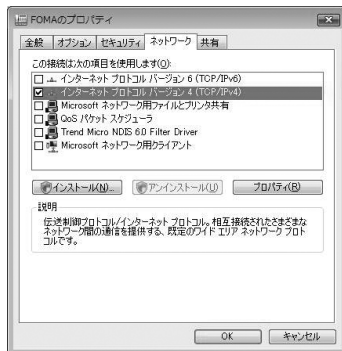 FOMAのプロパティ
全般 オプション セキュリティ ネットワーク 共有
この接続は次の項目を使用します(O):
インターネット プロトコル バージョン 6 (TCP/IPv6)
インターネット プロトコル バージョン 4 (TCP/IPv4)
Microsoft ネットワーク用ファイルとプリンタ共有
QoS パケット スケジューラ
Trend Micro NDIS 6.0 Filter Driver
Microsoft ネットワーク用クライアント
インストール(N)... アンインストール(U) プロパティ(R)
説明
伝送制御プロトコル/インターネット プロトコル。相互接続されたさまざまな
ネットワーク間の通信を提供する、既定のワイド エリア ネットワーク プロト
コルです。
OK キャンセル